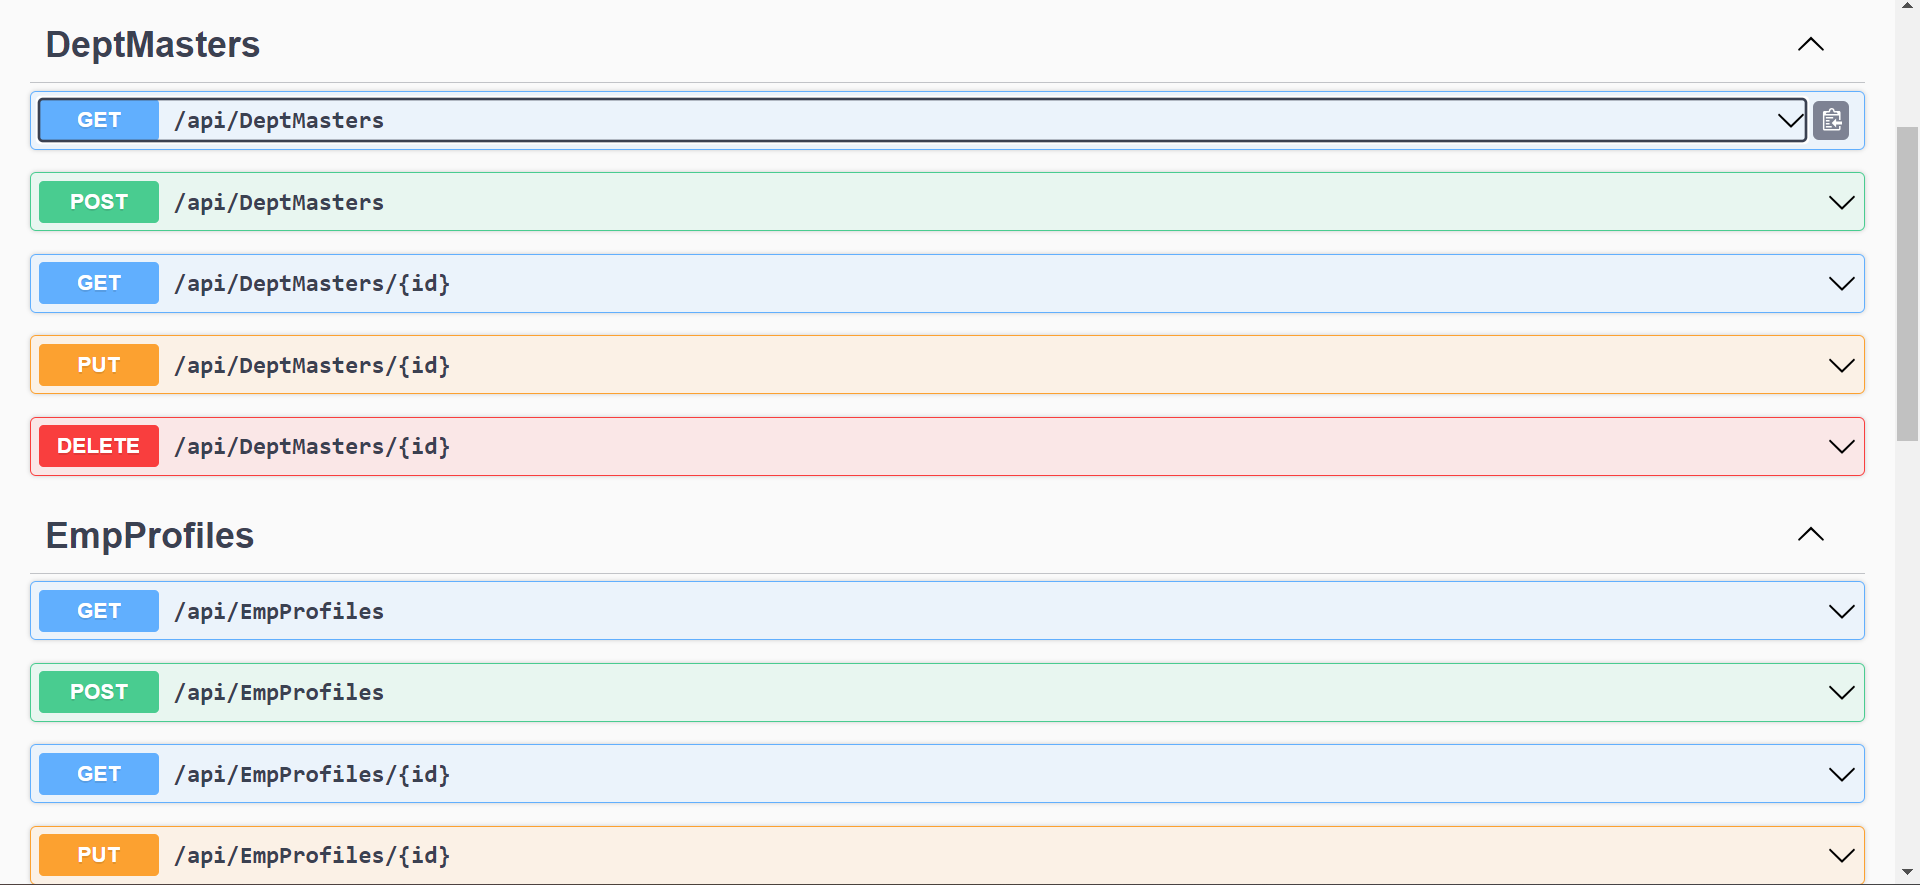 DeptMasters
GET /api/DeptMasters
POST /api/DeptMasters
GET /api/DeptMasters/{id}
PUT /api/DeptMasters/{id}
DELETE /api/DeptMasters/{id}
EmpProfiles
GET /api/EmpProfiles
POST /api/EmpProfiles
GET /api/EmpProfiles/{id}
PUT /api/EmpProfiles/{id}